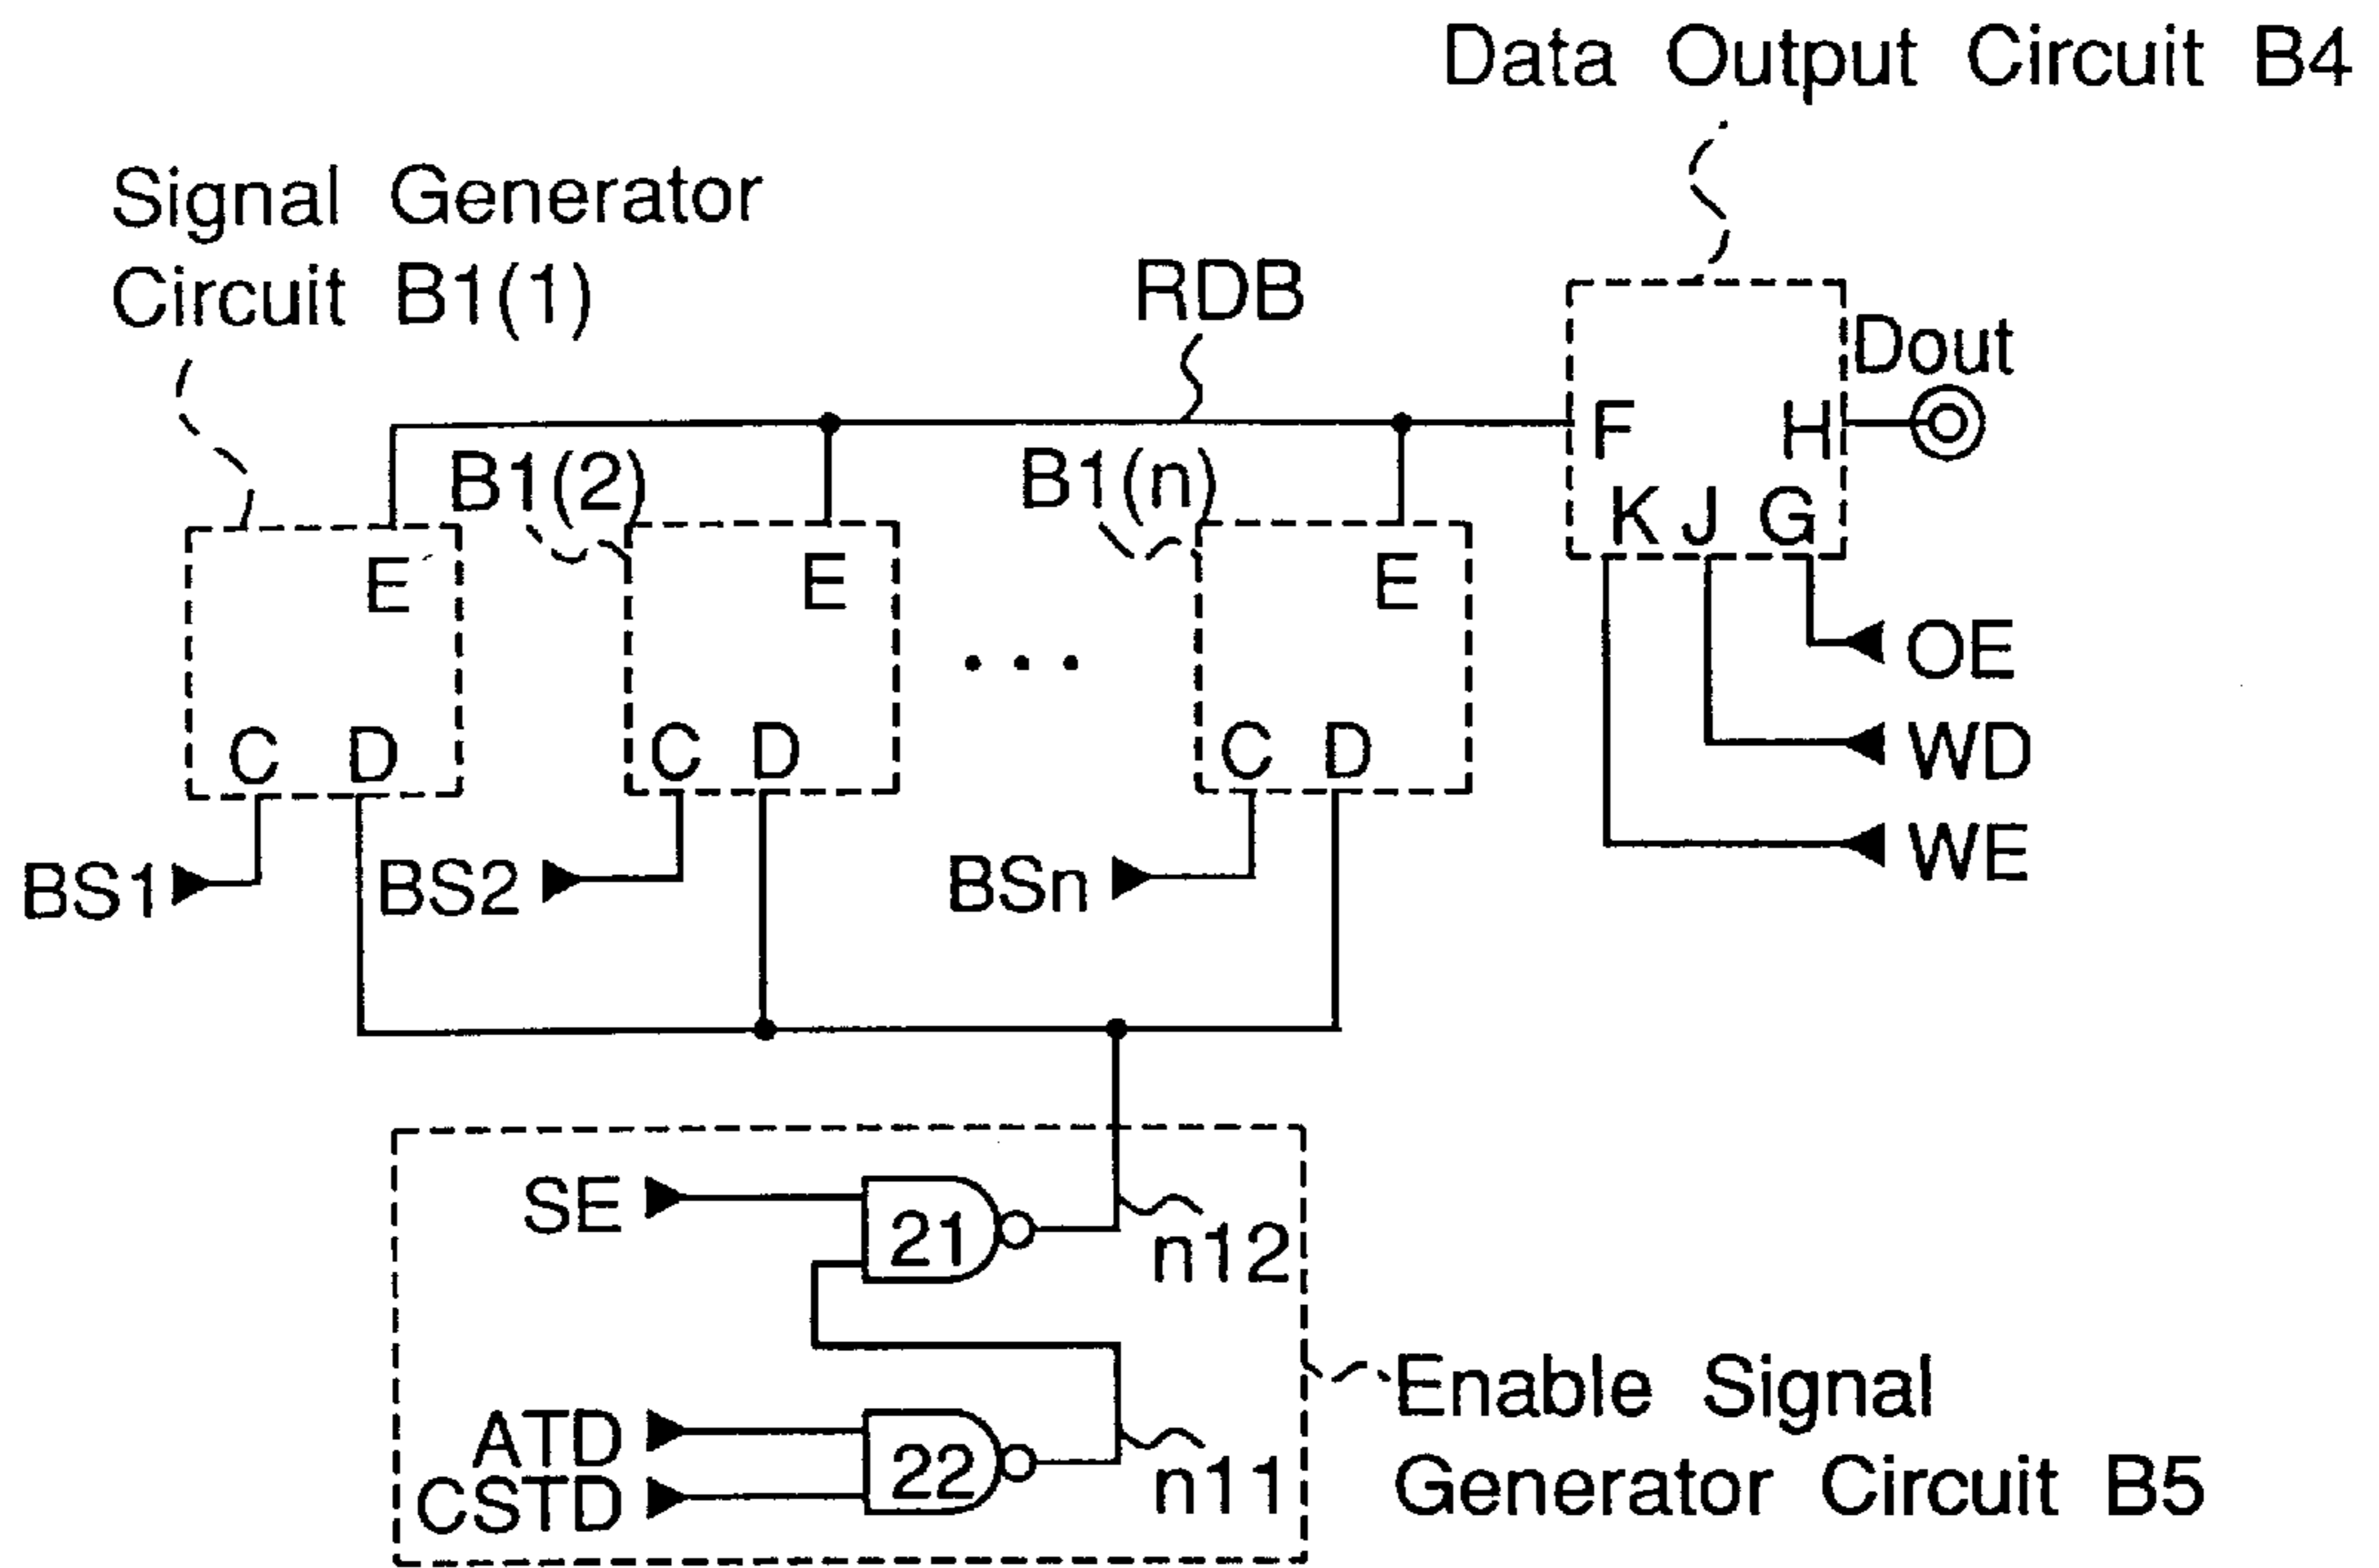 Data Output Circuit B4
Signal Generator
Circuit B1(1)
RDB
Dout
F
H
B1(2)
B1(n)
K J G
E
E
E
OE
C D
C D
C D
WD
WE
BS1
BS2
BSn
SE
21
n12
Enable Signal
Generator Circuit B5
ATD
22
n11
CSTD